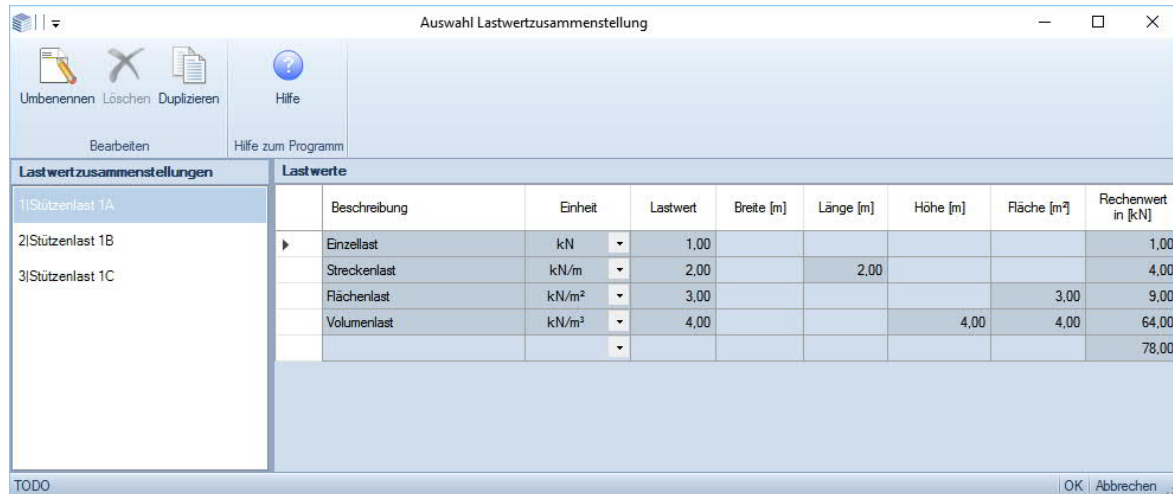 Auswahl Lastwertzusammenstellung
Umbenennen Löschen Duplizieren Hilfe
Bearbeiten Hilfe zum Programm
Lastwertzusammenstellungen
1|Stützenlast 1A
2|Stützenlast 1B
3|Stützenlast 1C
Lastwerte
Beschreibung Einheit Lastwert Breite [m] Länge [m] Höhe [m] Fläche [m²] Rechenwert in [kN]
Einzellast kN 1,00 1,00
Streckenlast kN/m 2,00 2,00 4,00
Flächenlast kN/m² 3,00 3,00 9,00
Volumenlast kN/m³ 4,00 4,00 4,00 64,00
78,00
TODO OK Abbrechen